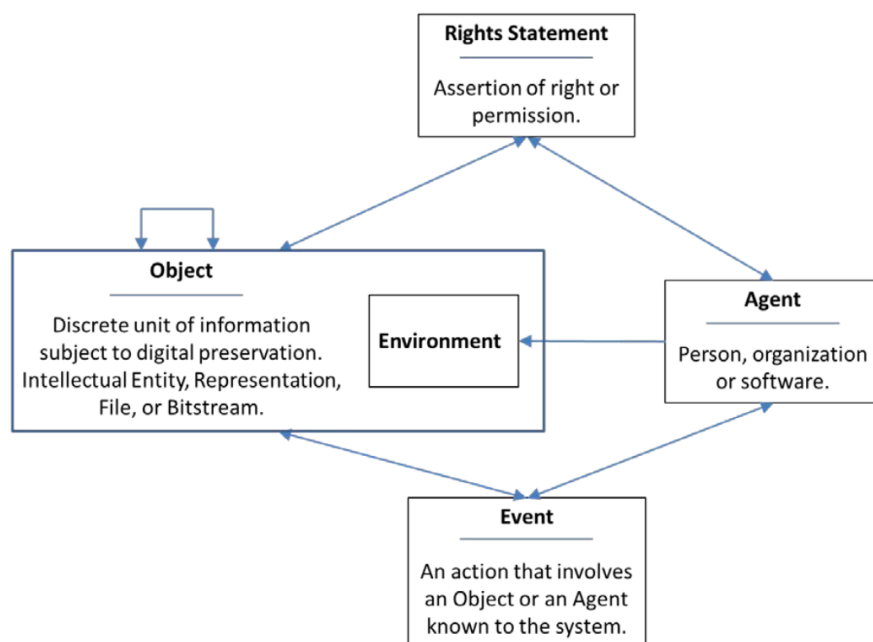 Rights Statement
Assertion of right or
permission.
Object
Discrete unit of information
subject to digital preservation.
Intellectual Entity, Representation,
File, or Bitstream.
Environment
Agent
Person, organization
or software.
Event
An action that involves
an Object or an Agent
known to the system.